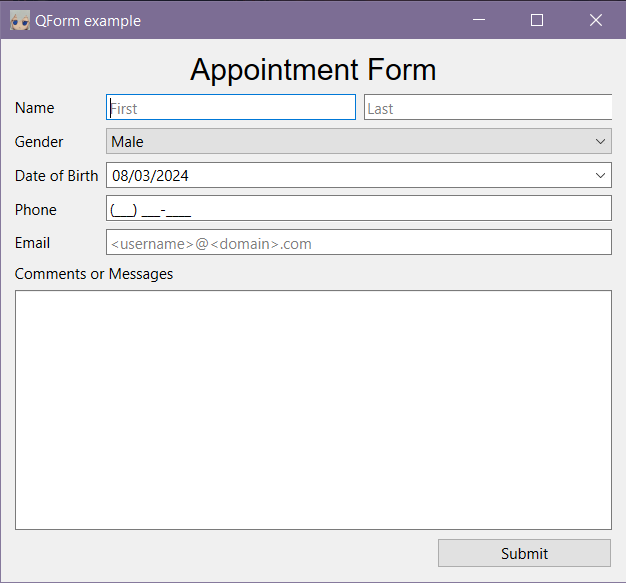 QForm example
Appointment Form
Name First Last
Gender Male
Date of Birth 08/03/2024
Phone (___) ___-____
Email <username>@<domain>.com
Comments or Messages
Submit